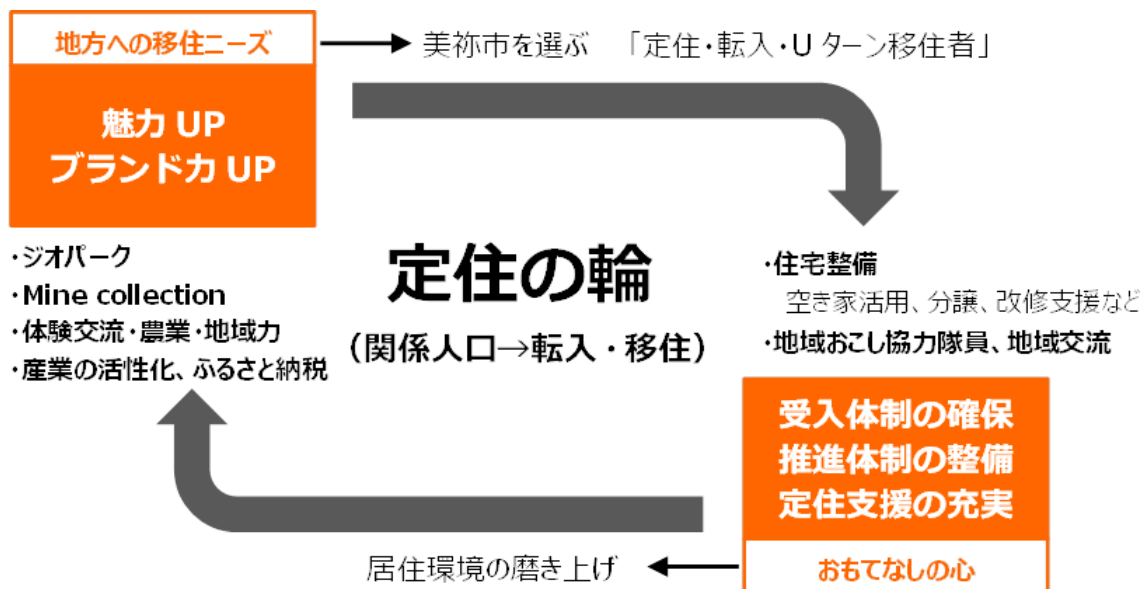 地方への移住ニーズ
美祢市を選ぶ 「定住・転入・Uターン移住者」
魅力 UP
ブランド力 UP
・ジオパーク
・Mine collection
・体験交流・農業・地域力
・産業の活性化、ふるさと納税
定住の輪
（関係人口→転入・移住）
・住宅整備
空き家活用、分譲、改修支援など
・地域おこし協力隊員、地域交流
受入体制の確保
推進体制の整備
定住支援の充実
おもてなしの心
居住環境の磨き上げ